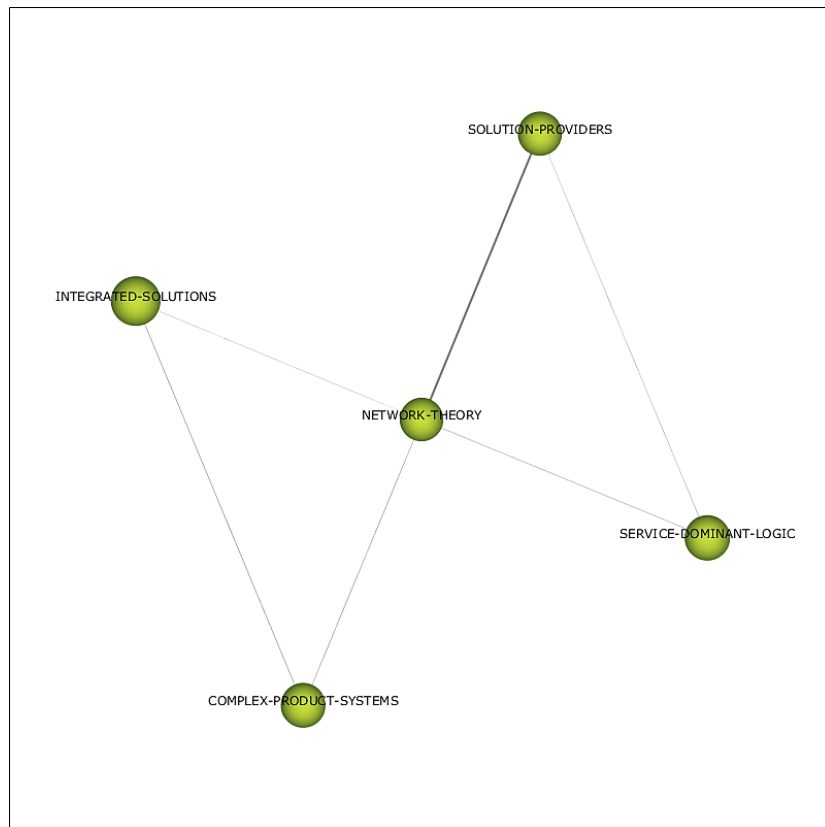 SOLUTION-PROVIDERS
INTEGRATED-SOLUTIONS
NETWORK-THEORY
SERVICE-DOMINANT-LOGIC
COMPLEX-PRODUCT-SYSTEMS